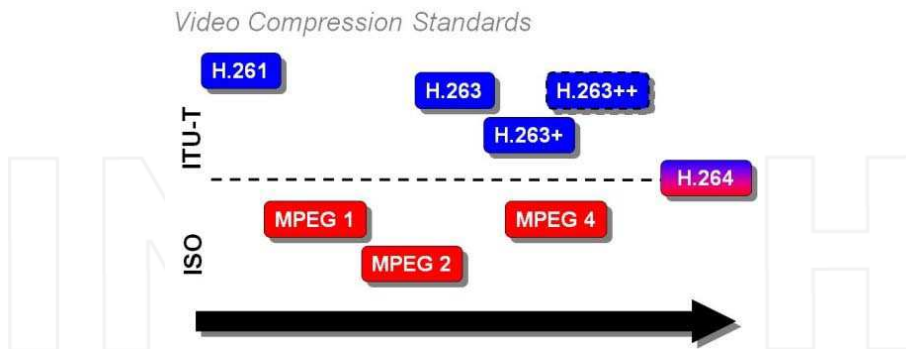 Video Compression Standards
H.261
H.263
H.263++
H.263+
ITU-T
H.264
MPEG 1
MPEG 4
MPEG 2
ISO